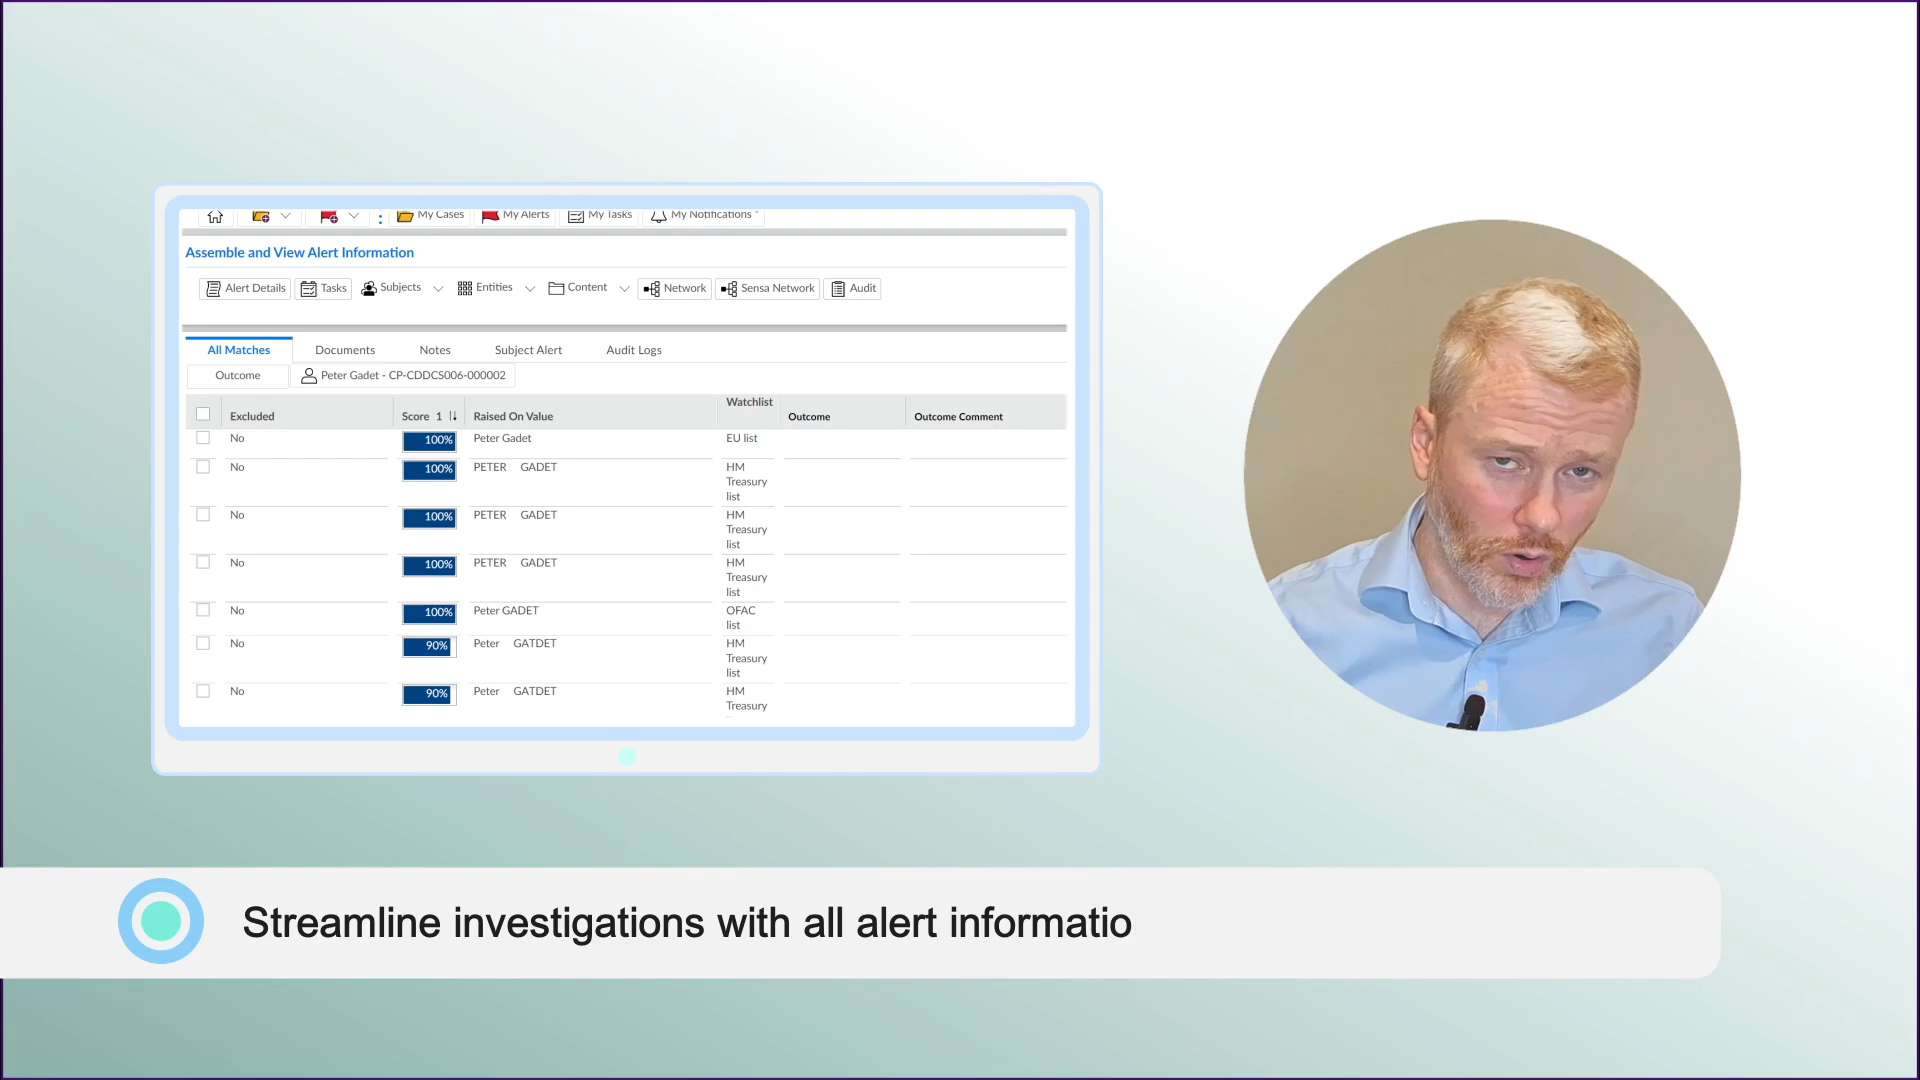 My Cases My Alerts My Tasks My Notifications
Assemble and View Alert Information
Alert Details Tasks Subjects Entities Content Network Sensa Network Audit
All Matches Documents Notes Subject Alert Audit Logs
Outcome Peter Gadet - CP-CDDCS006-000002
Excluded Score 1 Raised On Value Watchlist Outcome Outcome Comment
No 100% Peter Gadet EU list
No 100% PETER GADET HM
Treasury
list
No 100% PETER GADET HM
Treasury
list
No 100% PETER GADET HM
Treasury
list
No 100% Peter GADET OFAC
list
No 90% Peter GATDET HM
Treasury
list
No 90% Peter GATDET HM
Treasury
Streamline investigations with all alert informatio